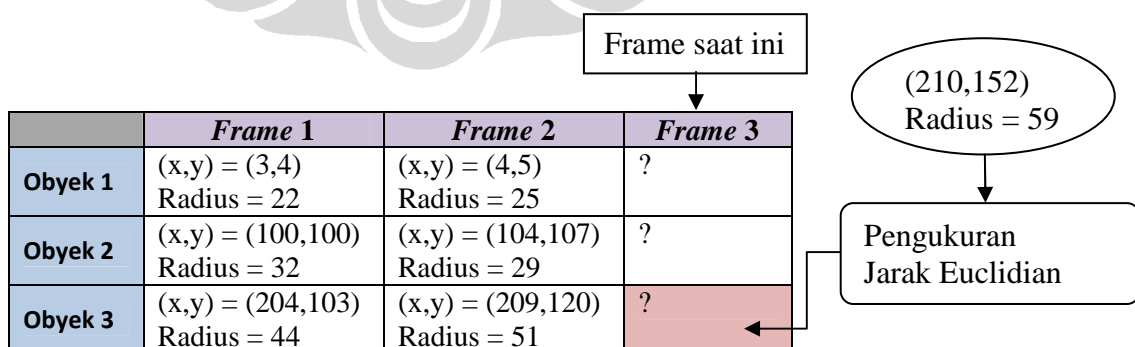 Frame saat ini
(210,152)
Radius = 59
Frame 1 Frame 2 Frame 3
Obyek 1
(x,y) = (3,4)
Radius = 22
(x,y) = (4,5)
Radius = 25
?
Obyek 2
(x,y) = (100,100)
Radius = 32
(x,y) = (104,107)
Radius = 29
?
Obyek 3
(x,y) = (204,103)
Radius = 44
(x,y) = (209,120)
Radius = 51
?
Pengukuran
Jarak Euclidian